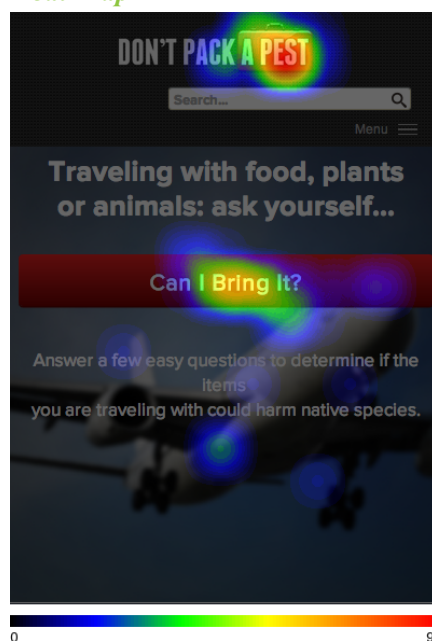 DON'T PACK A PEST
Search...
Menu
Traveling with food, plants
or animals: ask yourself...
Can I Bring It?
Answer a few easy questions to determine if the
items
you are traveling with could harm native species.
0 9